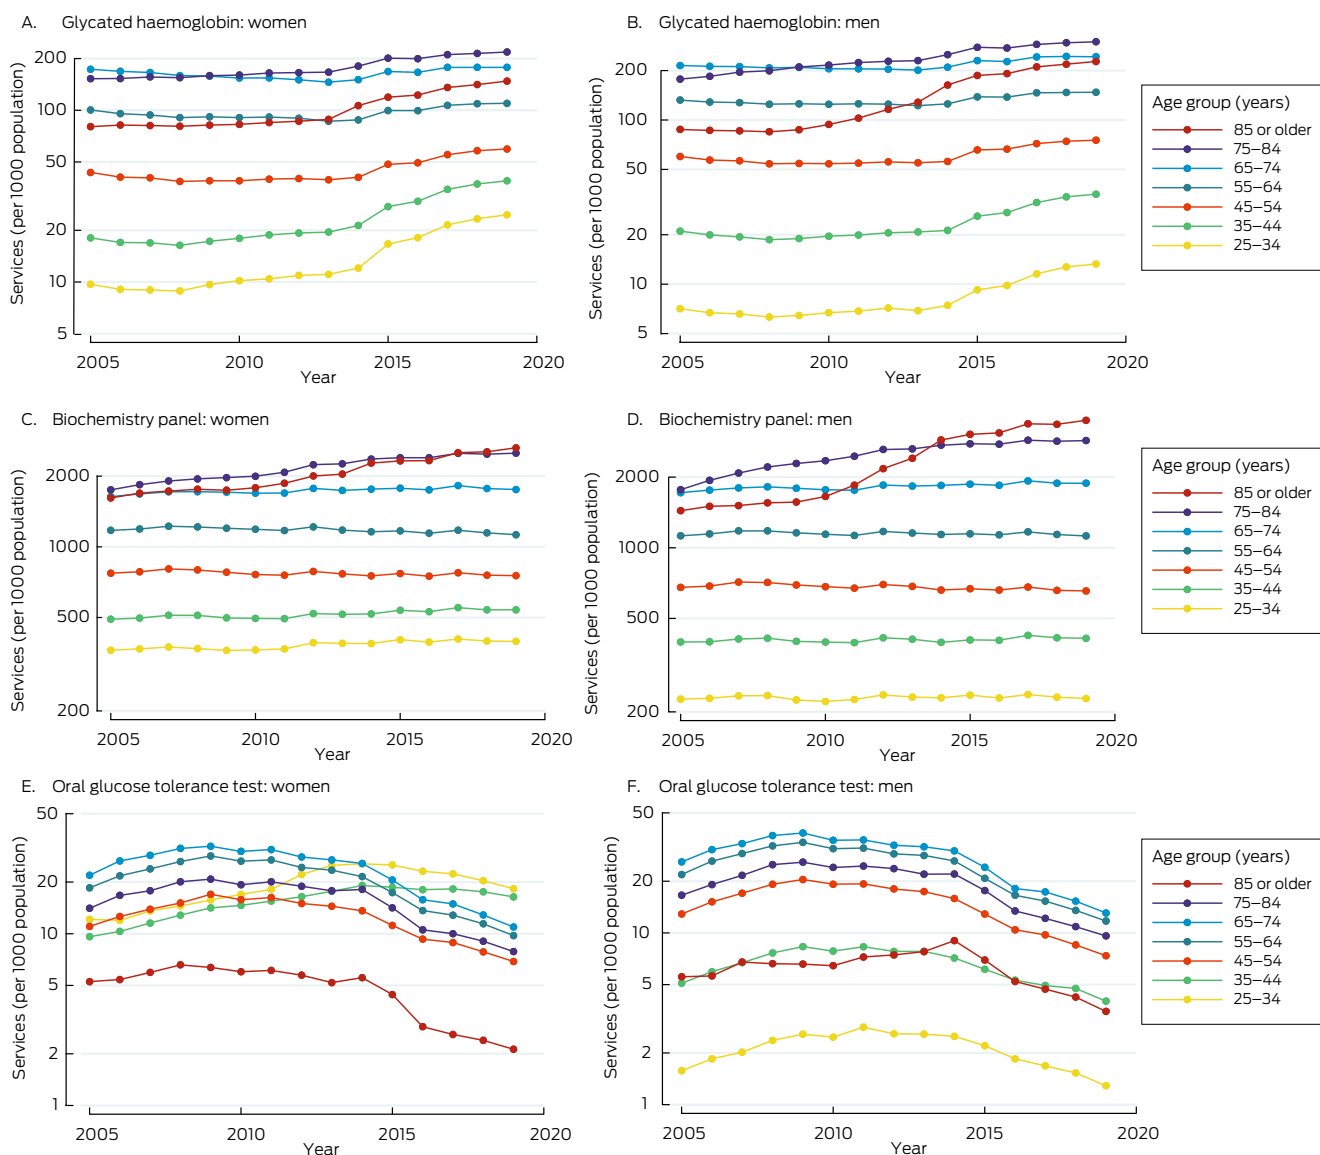 A. Glycated haemoglobin: women
Services (per 1000 population)
200
100
50
20
10
5
2005 2010 2015 2020
Year
B. Glycated haemoglobin: men
Services (per 1000 population)
200
100
50
20
10
5
2005 2010 2015 2020
Year
Age group (years)
85 or older
75–84
65–74
55–64
45–54
35–44
25–34
C. Biochemistry panel: women
Services (per 1000 population)
2000
1000
500
200
2005 2010 2015 2020
Year
D. Biochemistry panel: men
Services (per 1000 population)
2000
1000
500
200
2005 2010 2015 2020
Year
Age group (years)
85 or older
75–84
65–74
55–64
45–54
35–44
25–34
E. Oral glucose tolerance test: women
Services (per 1000 population)
50
20
10
5
2
1
2005 2010 2015 2020
Year
F. Oral glucose tolerance test: men
Services (per 1000 population)
50
20
10
5
2
1
2005 2010 2015 2020
Year
Age group (years)
85 or older
75–84
65–74
55–64
45–54
35–44
25–34